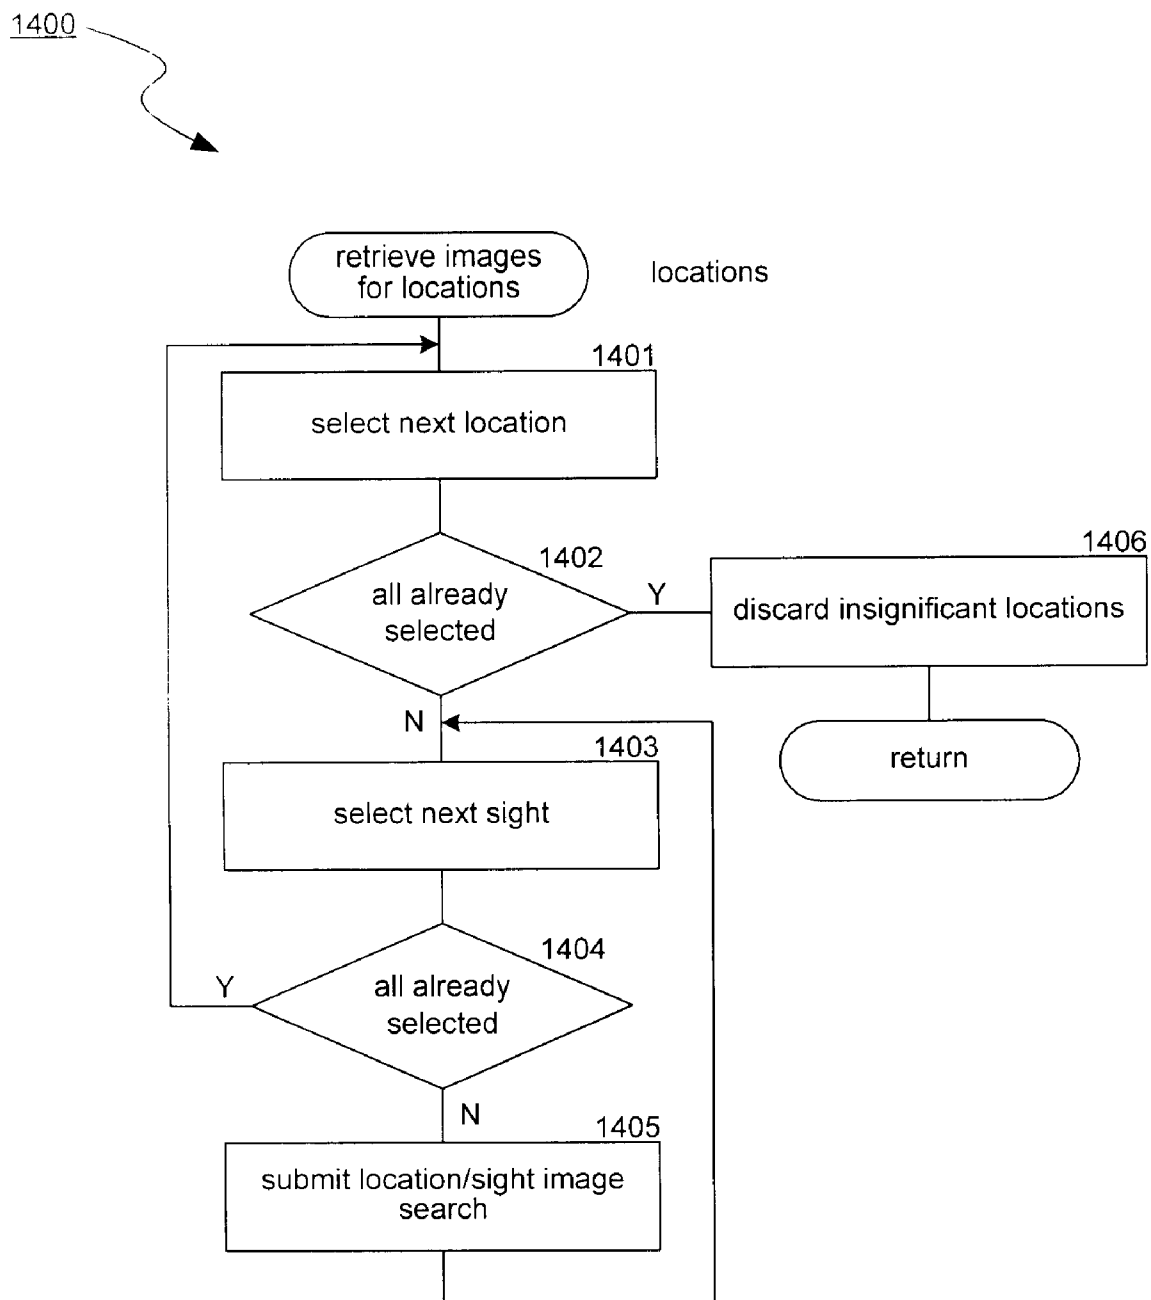 1400
retrieve images
for locations
locations
1401
select next location
1402
all already
selected
Y
1406
discard insignificant locations
N
return
1403
select next sight
1404
all already
selected
Y
N
1405
submit location/sight image
search